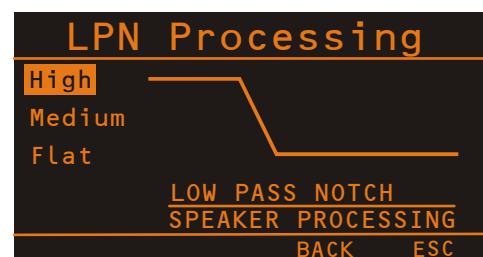 LPN Processing
High
Medium
Flat
LOW PASS NOTCH
SPEAKER PROCESSING
BACK ESC